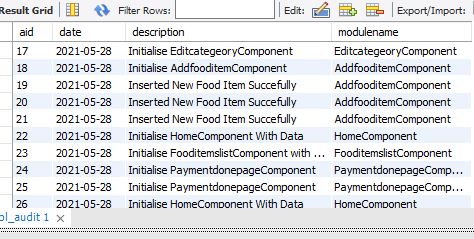 Result Grid Filter Rows: Edit: Export/Import:
aid date description modulename
17 2021-05-28 Initialise EditcategeoryComponent EditcategeoryComponent
18 2021-05-28 Initialise AddfooditemComponent AddfooditemComponent
19 2021-05-28 Inserted New Food Item Succefully AddfooditemComponent
20 2021-05-28 Inserted New Food Item Succefully AddfooditemComponent
21 2021-05-28 Inserted New Food Item Succefully AddfooditemComponent
22 2021-05-28 Initialise HomeComponent With Data HomeComponent
23 2021-05-28 Initialise FooditemslistComponent with ... FooditemslistComponent
24 2021-05-28 Initialise PaymentdonepageComponent PaymentdonepageComp...
25 2021-05-28 Initialise PaymentdonepageComponent PaymentdonepageComp...
26 2021-05-28 Initialise HomeComponent With Data HomeComponent
ol_audit 1